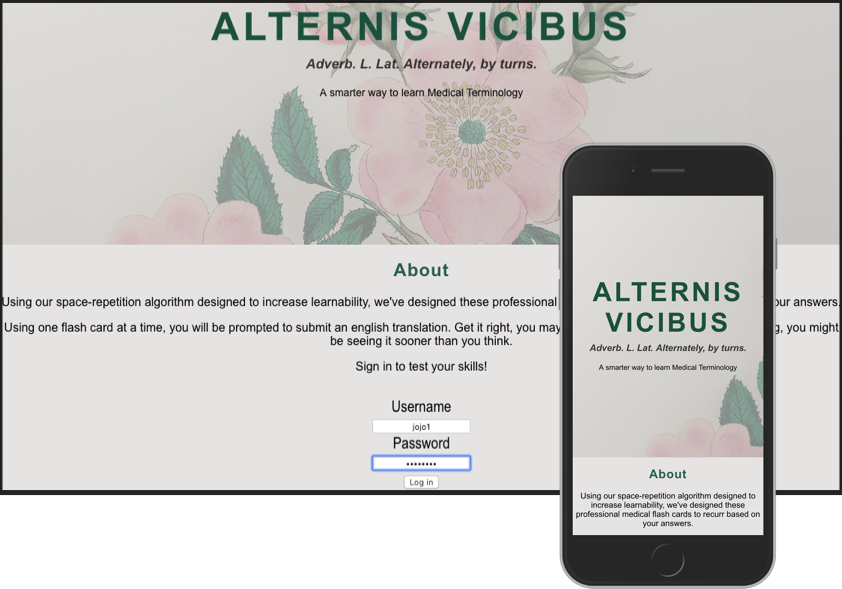 ALTERNIS VICIBUS
Adverb. L. Lat. Alternately, by turns.
A smarter way to learn Medical Terminology
About
Using our space-repetition algorithm designed to increase learnability, we've designed these professional our answers.
Using one flash card at a time, you will be prompted to submit an english translation. Get it right, you may you might
be seeing it sooner than you think.
Sign in to test your skills!
Username
jojo1
Password
••••••••
Log in
ALTERNIS
VICIBUS
Adverb. L. Lat. Alternately, by turns.
A smarter way to learn Medical Terminology
About
Using our space-repetition algorithm designed to
increase learnability, we've designed these
professional medical flash cards to recurr based on
your answers.